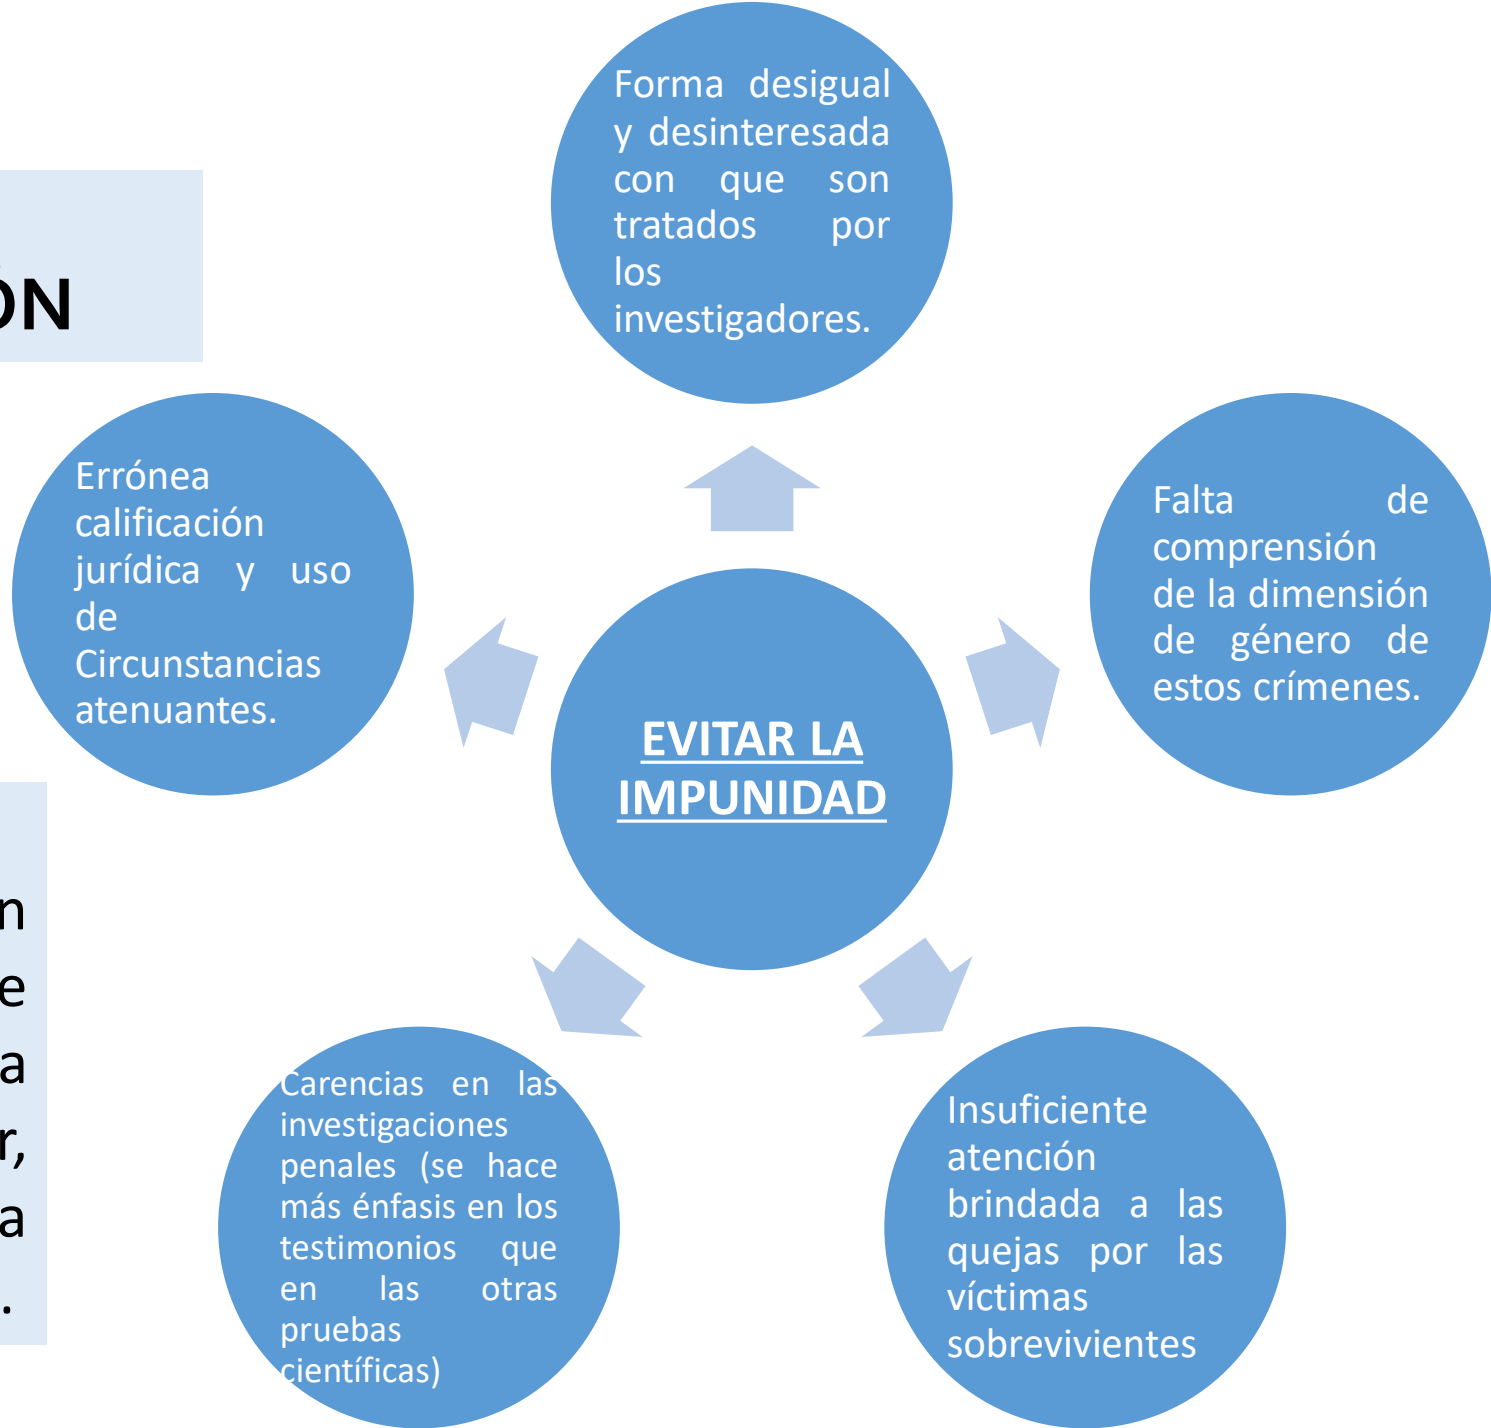 Forma desigual
y desinteresada
con que son
tratados por
los
investigadores.
Errónea
calificación
jurídica y uso
de
Circunstancias
atenuantes.
Falta de
comprensión
de la dimensión
de género de
estos crímenes.
EVITAR LA
IMPUNIDAD
Carencias en las
investigaciones
penales (se hace
más énfasis en los
testimonios que
en las otras
pruebas
científicas)
Insuficiente
atención
brindada a las
quejas por las
víctimas
sobrevivientes